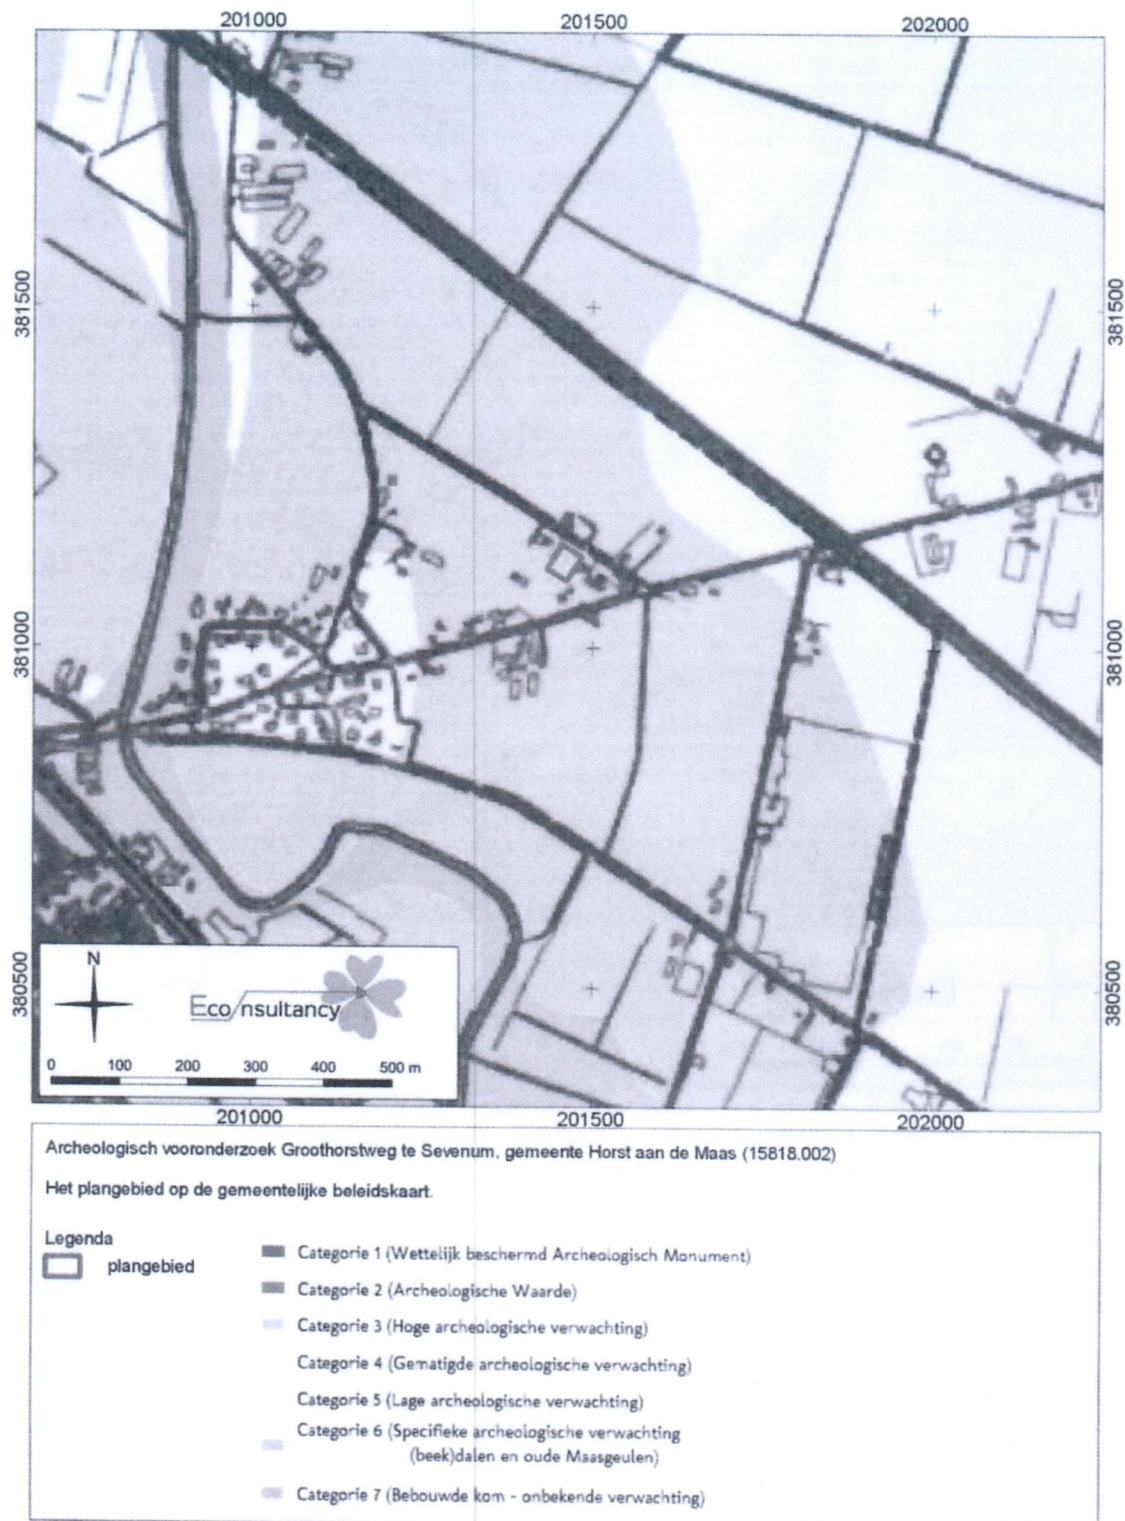 201000 201500 202000
381500 381500
381000 381000
380500 380500
N
Econsultancy
0 100 200 300 400 500 m
201000 201500 202000
Archeologisch vooronderzoek Groothorstweg te Sevenum, gemeente Horst aan de Maas (15818.002)
Het plangebied op de gemeentelijke beleidskaart.
Legenda
plangebied
Categorie 1 (Wettelijk beschermd Archeologisch Monument)
Categorie 2 (Archeologische Waarde)
Categorie 3 (Hoge archeologische verwachting)
Categorie 4 (Gematigde archeologische verwachting)
Categorie 5 (Lage archeologische verwachting)
Categorie 6 (Specifieke archeologische verwachting
(beek)dalen en oude Maasgeulen)
Categorie 7 (Bebouwde kom - onbekende verwachting)